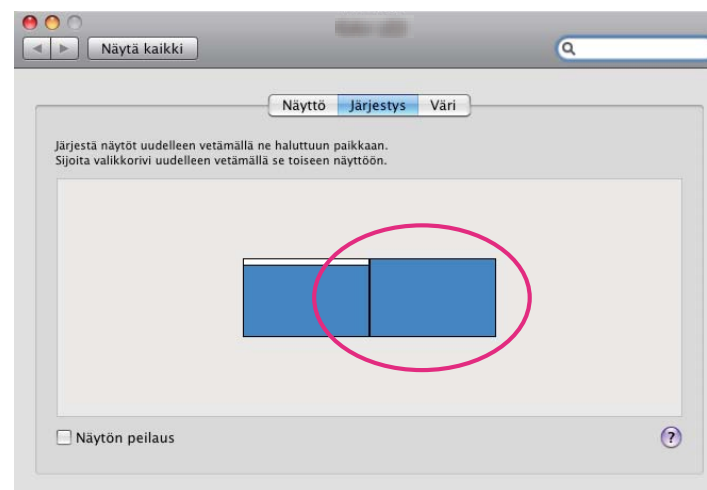 Näytä kaikki
Näyttö Järjestys Väri
Järjestä näytöt uudelleen vetämällä ne haluttuun paikkaan.
Sijoita valikkorivi uudelleen vetämällä se toiseen näyttöön.
Näytön peilaus
?